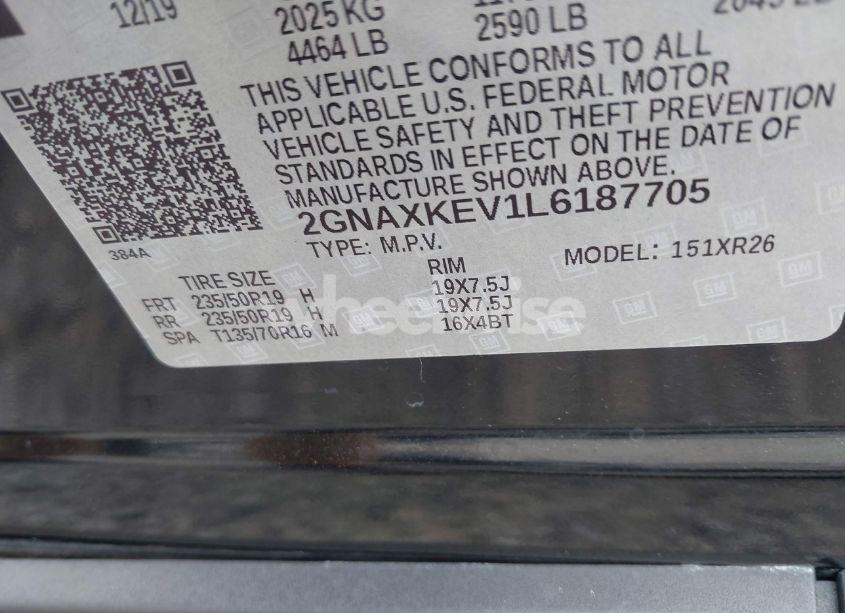 12/19
2025 KG
4464 LB
2590 LB
THIS VEHICLE CONFORMS TO ALL
APPLICABLE U.S. FEDERAL MOTOR
VEHICLE SAFETY AND THEFT PREVENTION
STANDARDS IN EFFECT ON THE DATE OF
MANUFACTURE SHOWN ABOVE.
2GNAXKEV1L6187705
384A
TYPE: M.P.V.
MODEL: 151XR26
TIRE SIZE RIM
FRT 235/50R19 H 19X7.5J
RR 235/50R19 H 19X7.5J
SPA T135/70R16 M 16X4BT
GM